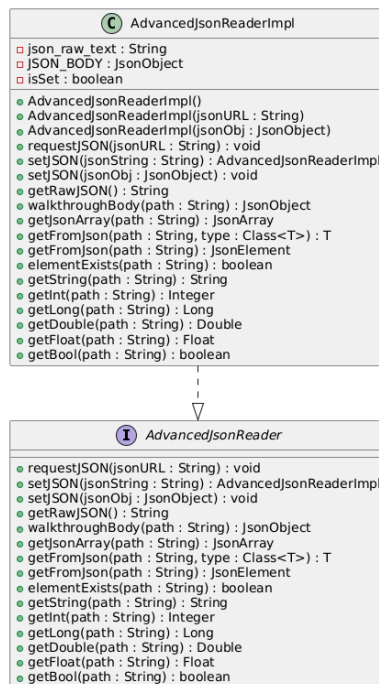 C AdvancedJsonReaderImpl
json_raw_text : String
JSON_BODY : JsonObject
isSet : boolean
AdvancedJsonReaderImpl()
AdvancedJsonReaderImpl(jsonURL : String)
AdvancedJsonReaderImpl(jsonObj : JsonObject)
requestJSON(jsonURL : String) : void
setJSON(jsonString : String) : AdvancedJsonReaderImpl
setJSON(jsonObj : JsonObject) : void
getRawJSON() : String
walkthroughBody(path : String) : JsonObject
getJsonArray(path : String) : JsonArray
getFromJson(path : String, type : Class<T>) : T
getFromJson(path : String) : JsonElement
elementExists(path : String) : boolean
getString(path : String) : String
getInt(path : String) : Integer
getLong(path : String) : Long
getDouble(path : String) : Double
getFloat(path : String) : Float
getBool(path : String) : boolean
I AdvancedJsonReader
requestJSON(jsonURL : String) : void
setJSON(jsonString : String) : AdvancedJsonReaderImpl
setJSON(jsonObj : JsonObject) : void
getRawJSON() : String
walkthroughBody(path : String) : JsonObject
getJsonArray(path : String) : JsonArray
getFromJson(path : String, type : Class<T>) : T
getFromJson(path : String) : JsonElement
elementExists(path : String) : boolean
getString(path : String) : String
getInt(path : String) : Integer
getLong(path : String) : Long
getDouble(path : String) : Double
getFloat(path : String) : Float
getBool(path : String) : boolean